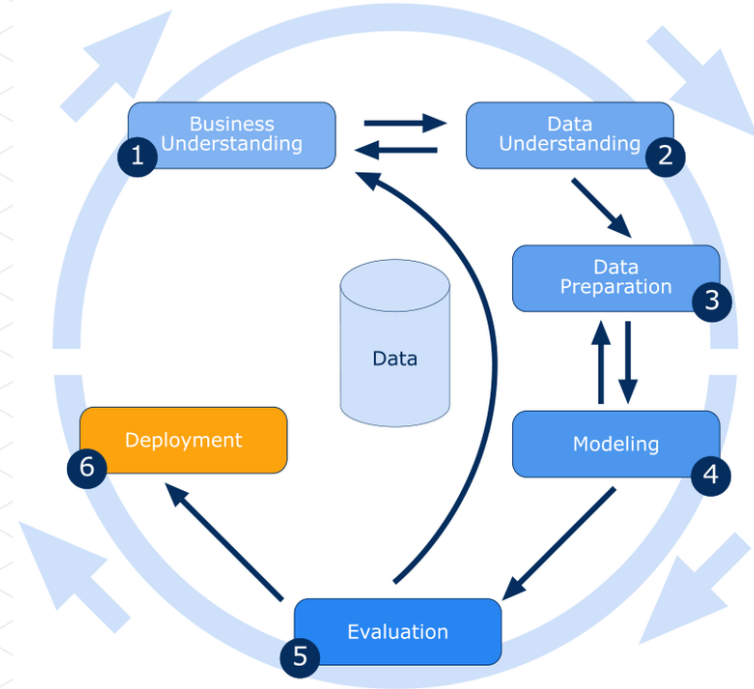 Business
Understanding
1
Data
Understanding
2
Data
Preparation
3
Data
Deployment
6
Modeling
4
Evaluation
5